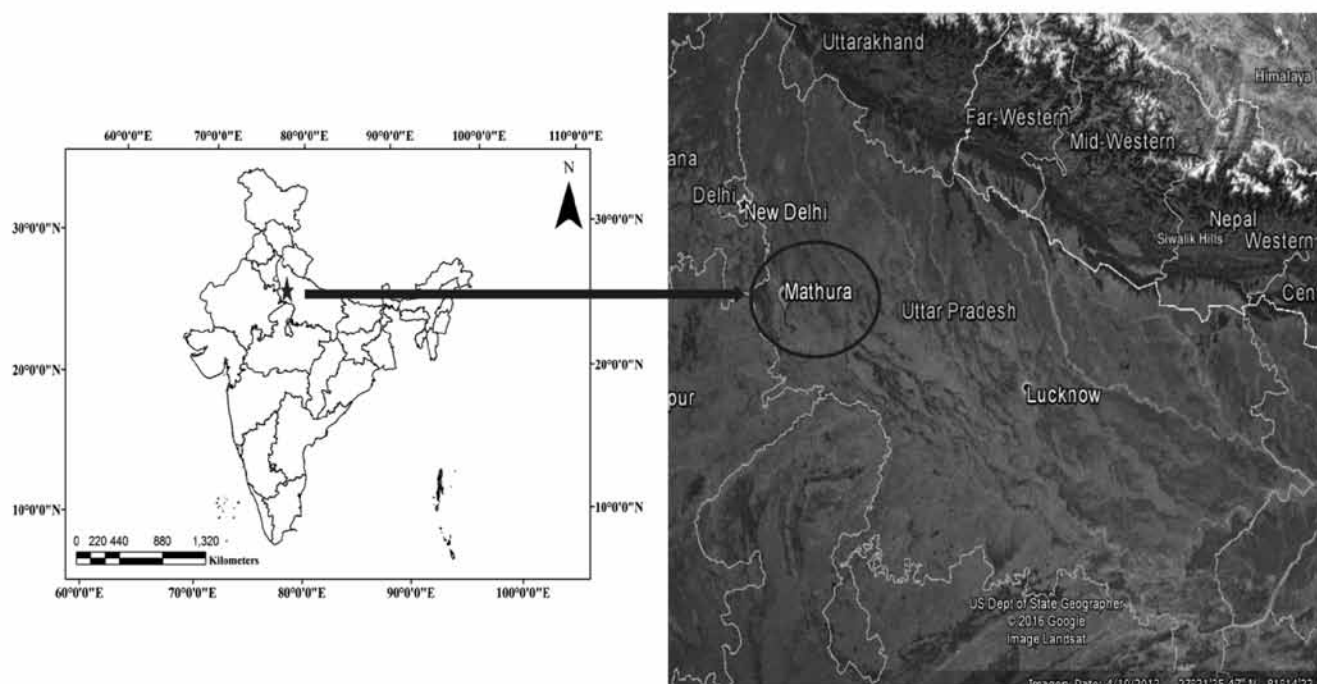 60°0'0"E 70°0'0"E 80°0'0"E 90°0'0"E 100°0'0"E 110°0'0"E
N
30°0'0"N 30°0'0"N
20°0'0"N 20°0'0"N
10°0'0"N 10°0'0"N
0 220 440 880 1,320
Kilometers
60°0'0"E 70°0'0"E 80°0'0"E 90°0'0"E 100°0'0"E
Uttarakhand
Himalaya
Far-Western
Mid-Western
ana
Delhi
New Delhi
Nepal
Siwalik Hills
Western
Mathura
Cen
Uttar Pradesh
pur
Lucknow
US Dept of State Geographer
© 2016 Google
Image Landsat